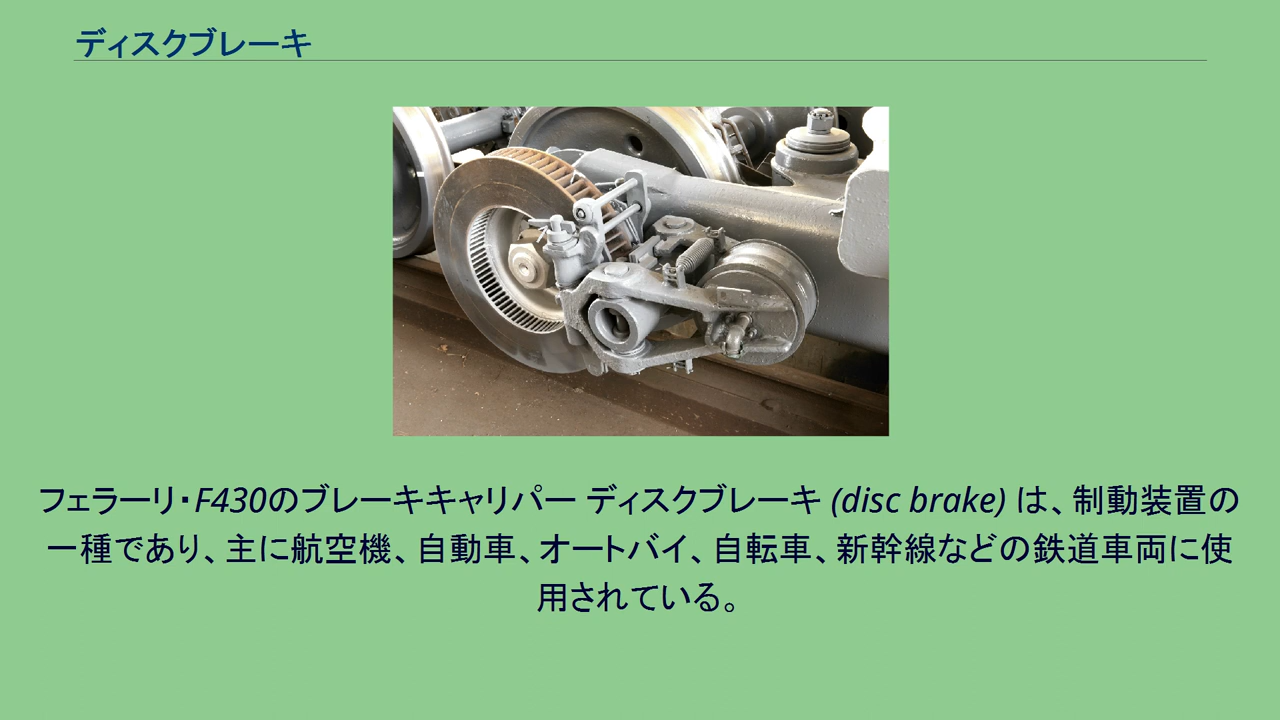 ディスクブレーキ
フェラーリ・F430のブレーキキャリパー ディスクブレーキ (disc brake) は、制動装置の
一種であり、主に航空機、自動車、オートバイ、自転車、新幹線などの鉄道車両に使
用されている。